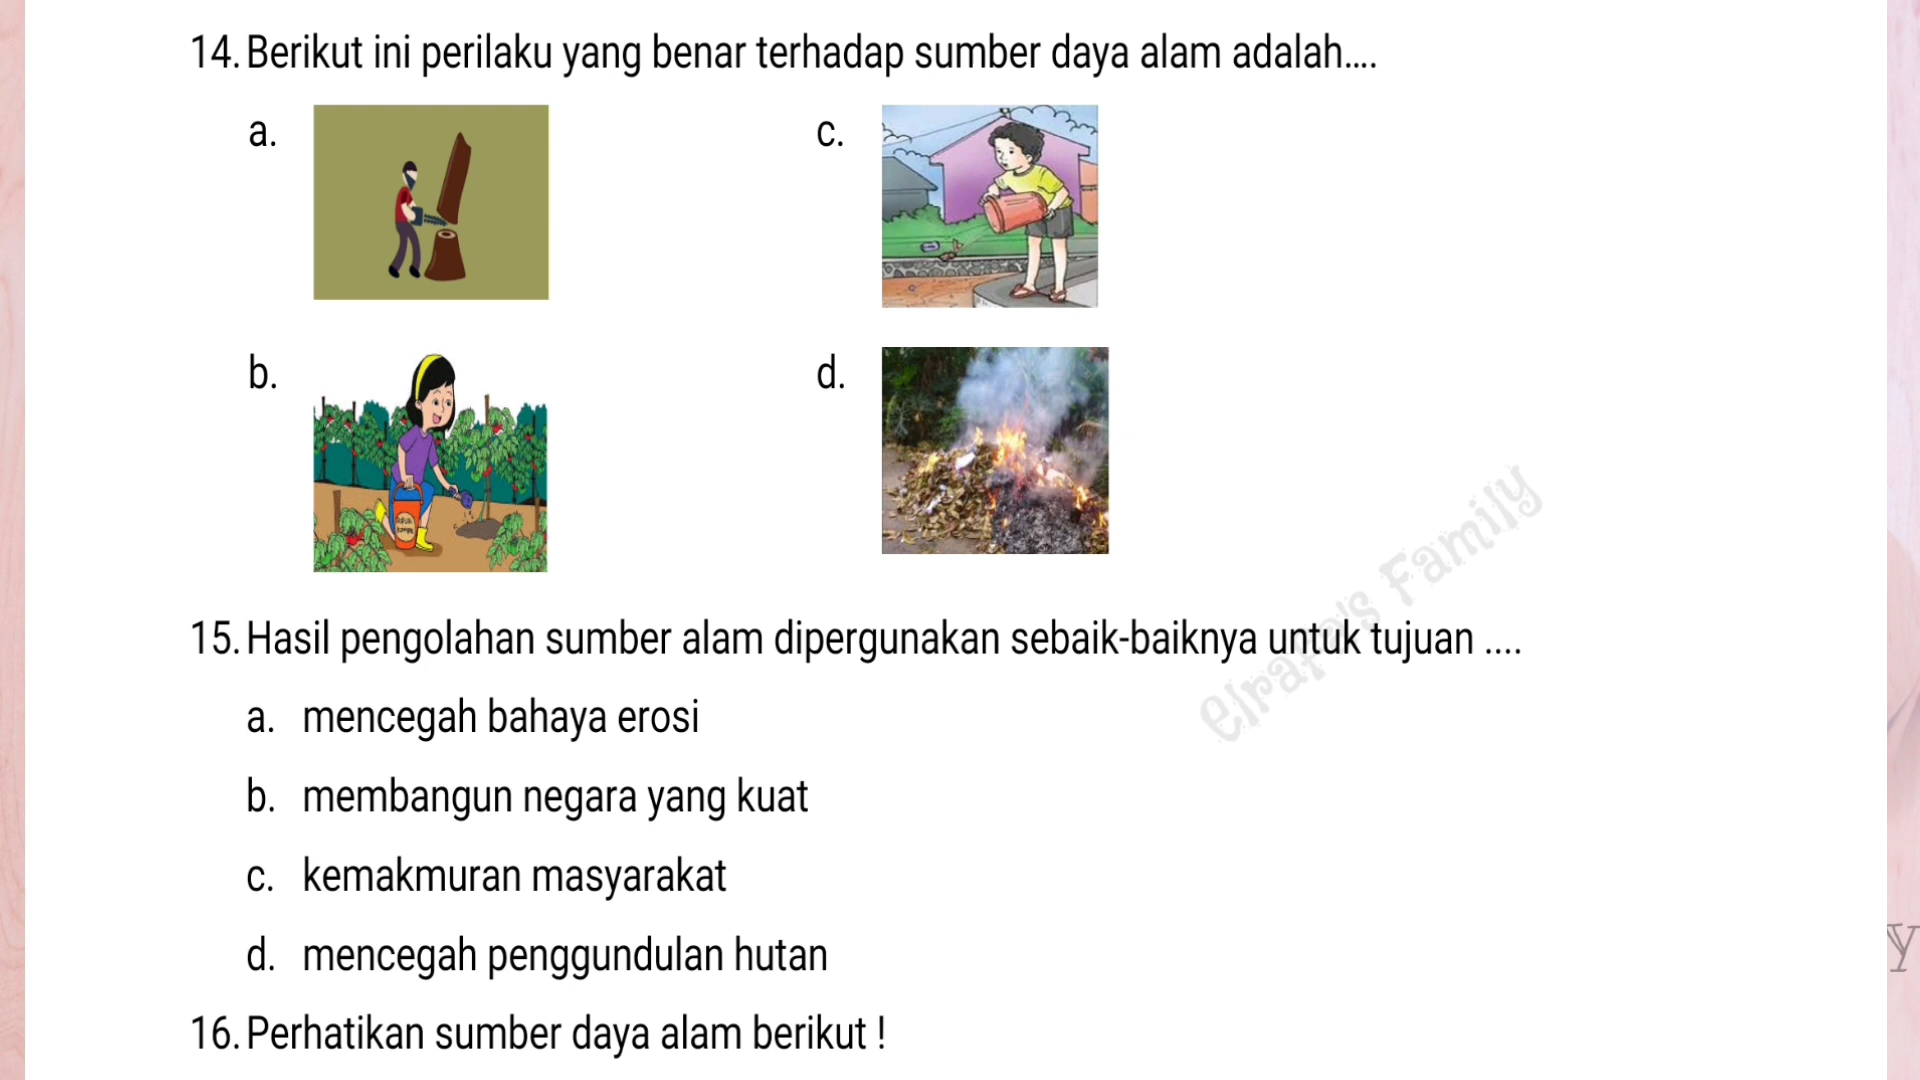 14. Berikut ini perilaku yang benar terhadap sumber daya alam adalah....
a.
c.
b.
d.
15. Hasil pengolahan sumber alam dipergunakan sebaik-baiknya untuk tujuan ....
a. mencegah bahaya erosi
b. membangun negara yang kuat
c. kemakmuran masyarakat
d. mencegah penggundulan hutan
16. Perhatikan sumber daya alam berikut !
Family
y